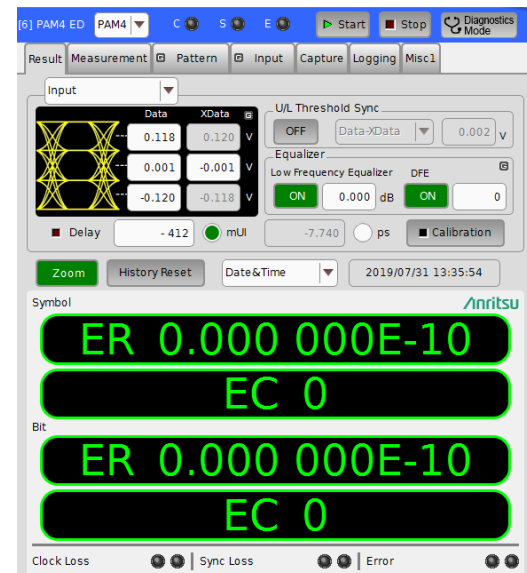 [6] PAM4 ED PAM4 C S E Start Stop Diagnostics Mode
Result Measurement G Pattern G Input Capture Logging Misc1
Input
Data XData G
0.118 0.120 V
0.001 -0.001 V
-0.120 -0.118 V
U/L Threshold Sync
OFF Data-XData 0.002 V
Equalizer G
Low Frequency Equalizer DFE
ON 0.000 dB ON 0
Delay -412 mUI -7.740 ps Calibration
Zoom History Reset Date&Time 2019/07/31 13:35:54
Symbol Anritsu
ER 0.000 000E-10
EC 0
Bit
ER 0.000 000E-10
EC 0
Clock Loss Sync Loss Error